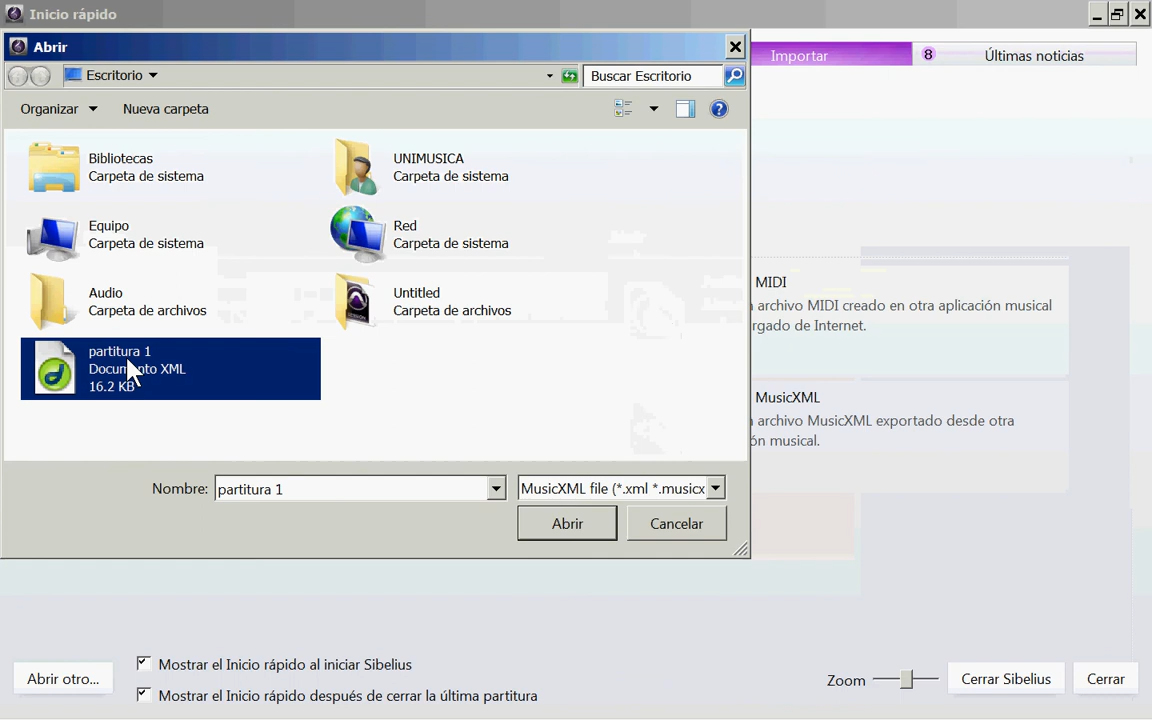 Inicio rápido
Abrir
Importar
8
Últimas noticias
Escritorio
Buscar Escritorio
Organizar
Nueva carpeta
Bibliotecas
Carpeta de sistema
UNIMUSICA
Carpeta de sistema
Equipo
Carpeta de sistema
Red
Carpeta de sistema
Audio
Carpeta de archivos
Untitled
Carpeta de archivos
partitura 1
XML
16.2 KB
MIDI
archivo MIDI creado en otra aplicación musical
de Internet.
MusicXML
archivo MusicXML exportado desde otra
musical.
Nombre:
partitura 1
MusicXML file (*.xml *.musicx
Abrir
Cancelar
Abrir otro...
Mostrar el Inicio rápido al iniciar Sibelius
Mostrar el Inicio rápido después de cerrar la última partitura
Zoom
Cerrar Sibelius
Cerrar